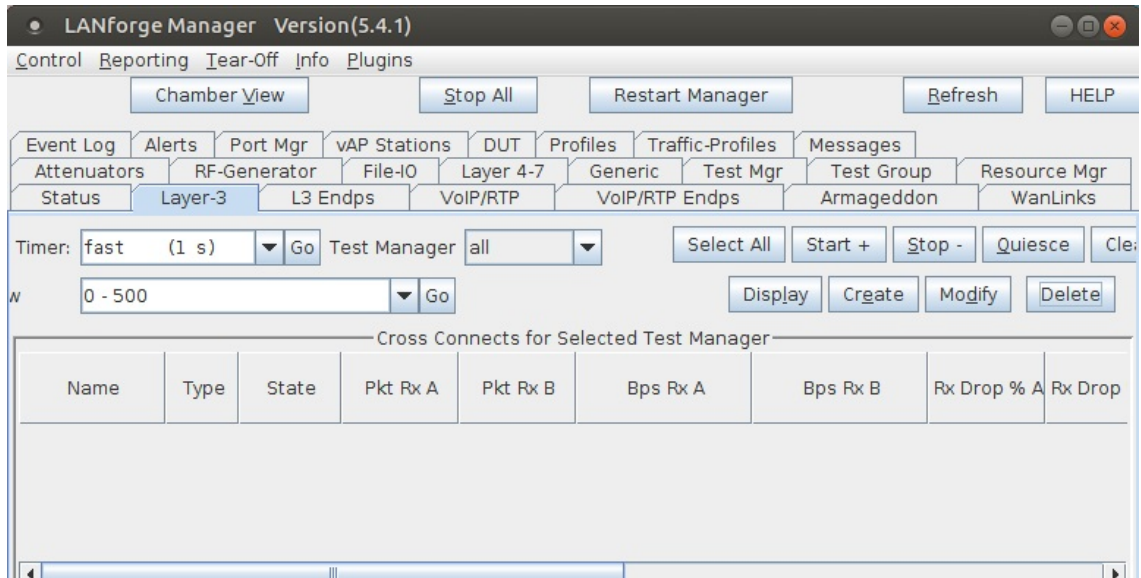 LANforge Manager Version(5.4.1)
Control Reporting Tear-Off Info Plugins
Chamber View Stop All Restart Manager Refresh HELP
Event Log Alerts Port Mgr vAP Stations DUT Profiles Traffic-Profiles Messages
Attenuators RF-Generator File-IO Layer 4-7 Generic Test Mgr Test Group Resource Mgr
Status Layer-3 L3 Endps VoIP/RTP VoIP/RTP Endps Armageddon WanLinks
Timer: fast (1 s) Go Test Manager all Select All Start + Stop - Quiesce
0 - 500 Go Display Create Modify Delete
Cross Connects for Selected Test Manager
Name Type State Pkt Rx A Pkt Rx B Bps Rx A Bps Rx B Rx Drop % A Rx Drop